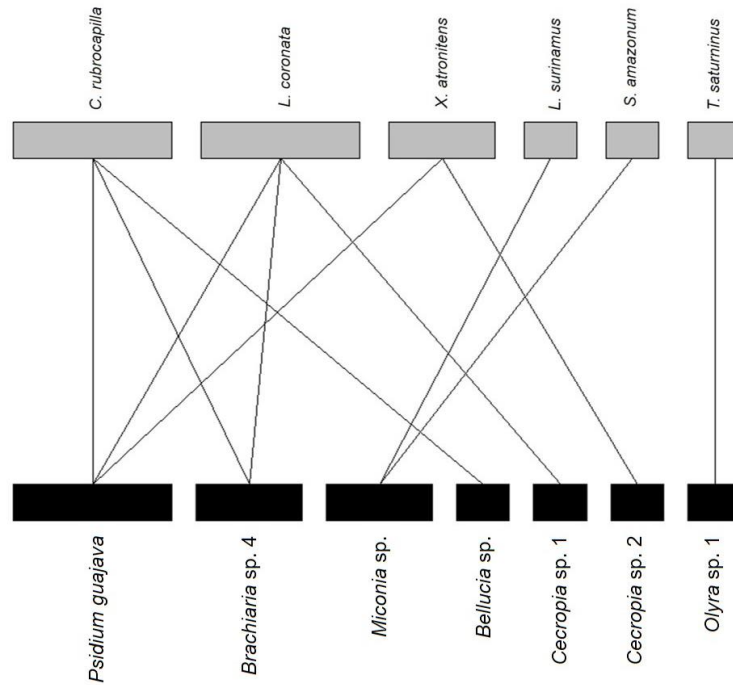 C. rubrocapilla
L. coronata
X. atronitens
L. surinamus
S. amazonum
T. saturninus
Psidium guajava
Brachiaria sp. 4
Miconia sp.
Bellucia sp.
Cecropia sp. 1
Cecropia sp. 2
Olyra sp. 1